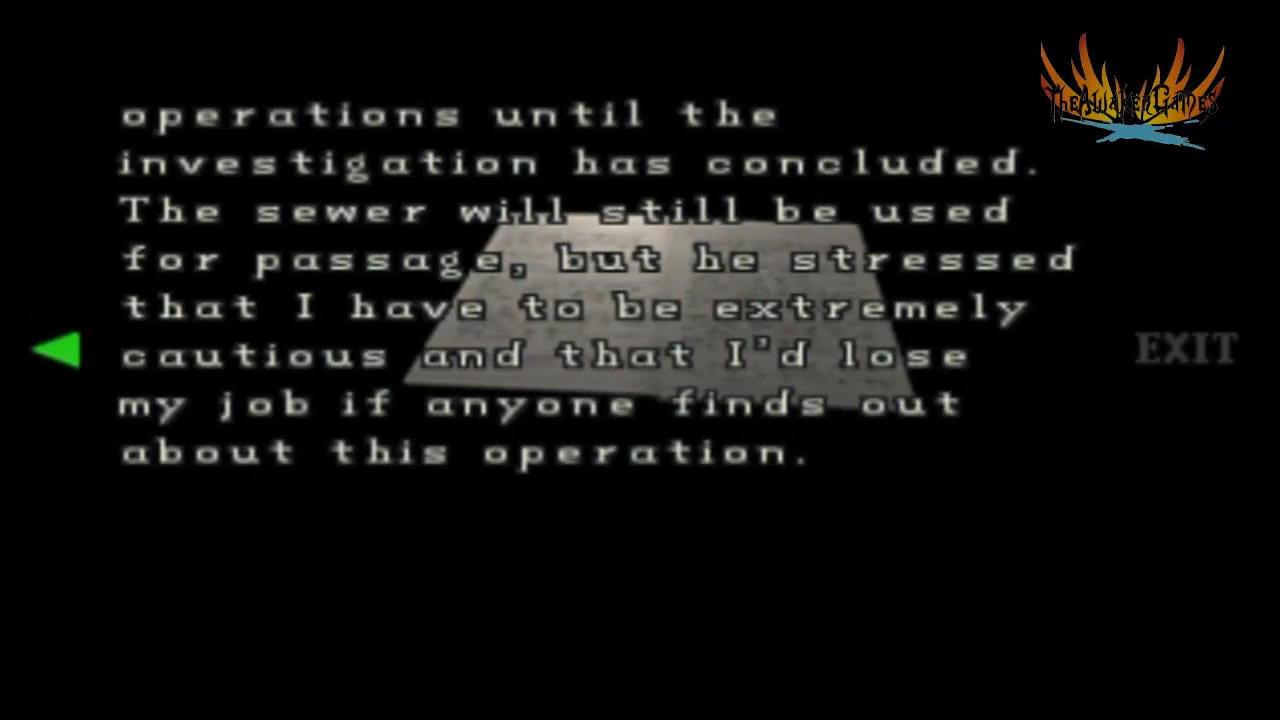 TheAwakenGames
operations until the
investigation has concluded.
The sewer will still be used
for passage, but he stressed
that I have to be extremely
cautious and that I'd lose
my job if anyone finds out
about this operation.
EXIT